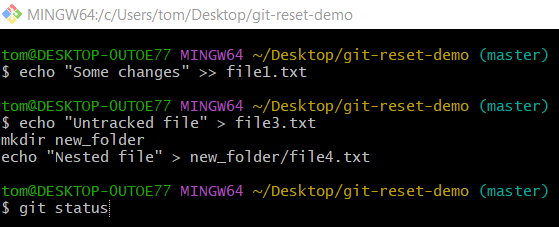 MINGW64:/c/Users/tom/Desktop/git-reset-demo
tom@DESKTOP-OUTOE77 MINGW64 ~/Desktop/git-reset-demo (master)
$ echo "Some changes" >> file1.txt
tom@DESKTOP-OUTOE77 MINGW64 ~/Desktop/git-reset-demo (master)
$ echo "Untracked file" > file3.txt
mkdir new_folder
echo "Nested file" > new_folder/file4.txt
tom@DESKTOP-OUTOE77 MINGW64 ~/Desktop/git-reset-demo (master)
$ git status